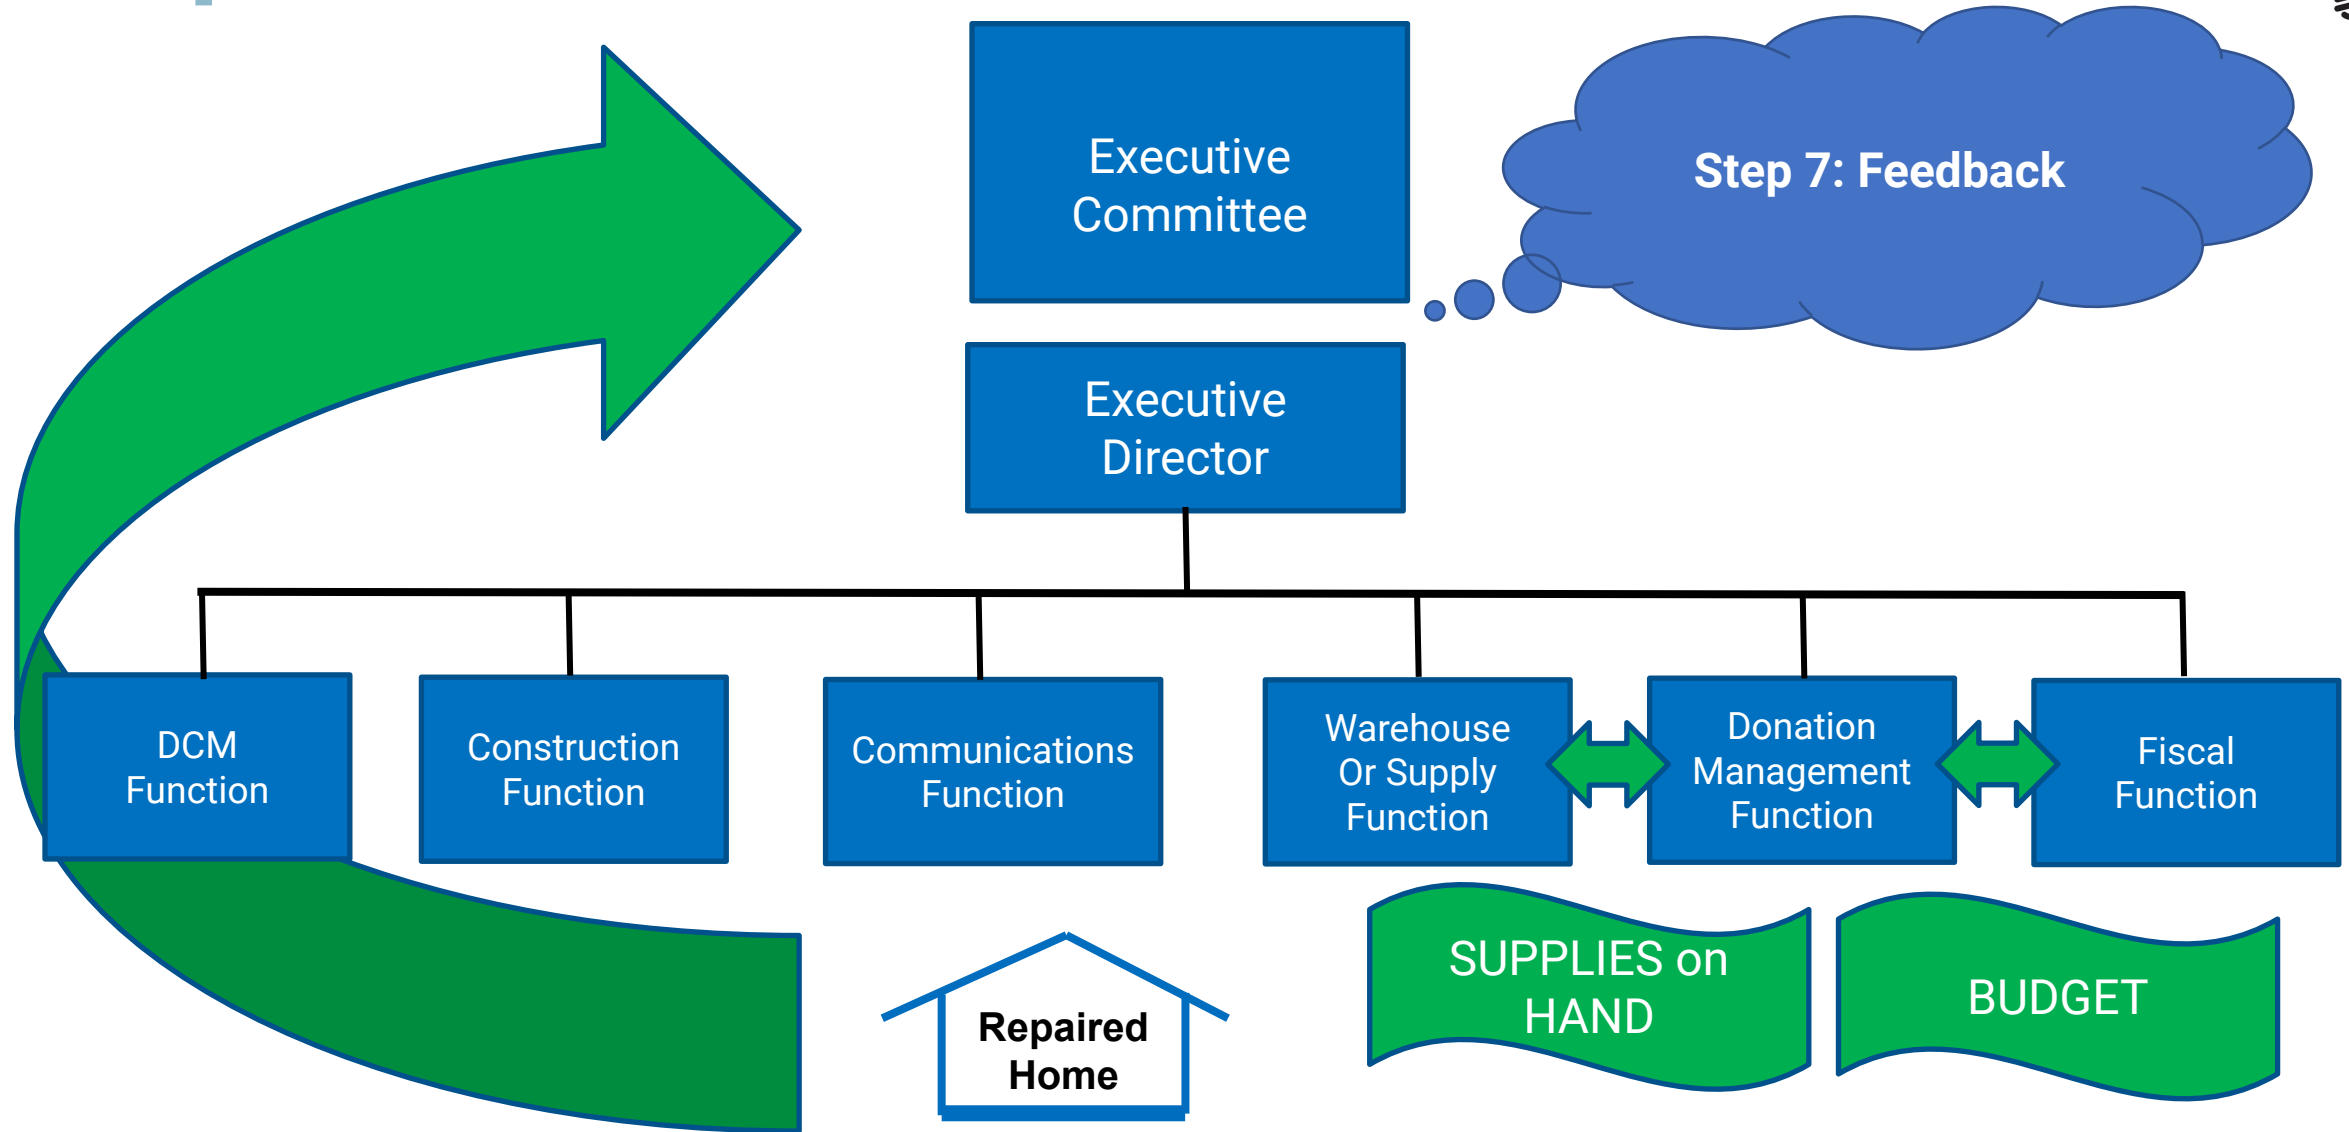 Executive
Committee
Step 7: Feedback
Executive
Director
DCM
Function
Construction
Function
Communications
Function
Warehouse
Or Supply
Function
Donation
Management
Function
Fiscal
Function
Repaired
Home
SUPPLIES on
HAND
BUDGET